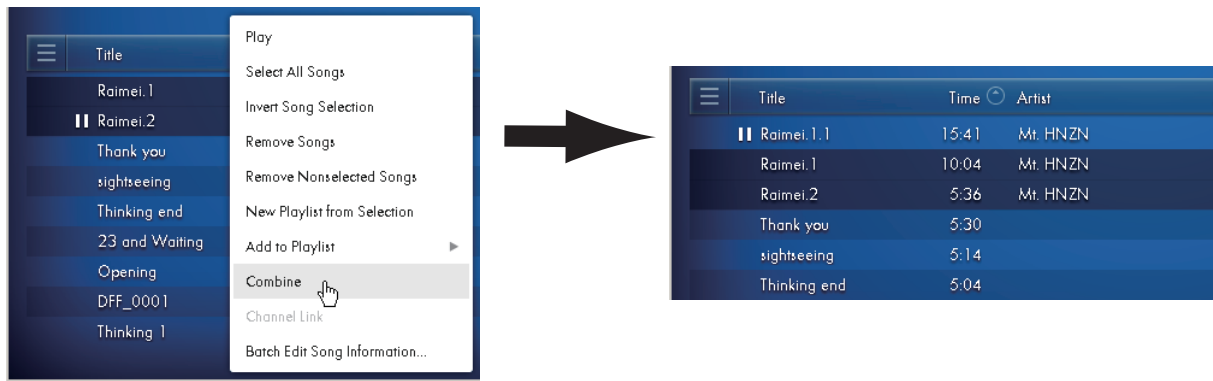 Title
Raimei.1
Raimei.2
Thank you
sightseeing
Thinking end
23 and Waiting
Opening
DFF_0001
Thinking 1
Play
Select All Songs
Invert Song Selection
Remove Songs
Remove Nonselected Songs
New Playlist from Selection
Add to Playlist
Combine
Channel Link
Batch Edit Song Information...
Title Time Artist
Raimei.1.1 15:41 Mt. HNZN
Raimei.1 10:04 Mt. HNZN
Raimei.2 5:36 Mt. HNZN
Thank you 5:30
sightseeing 5:14
Thinking end 5:04